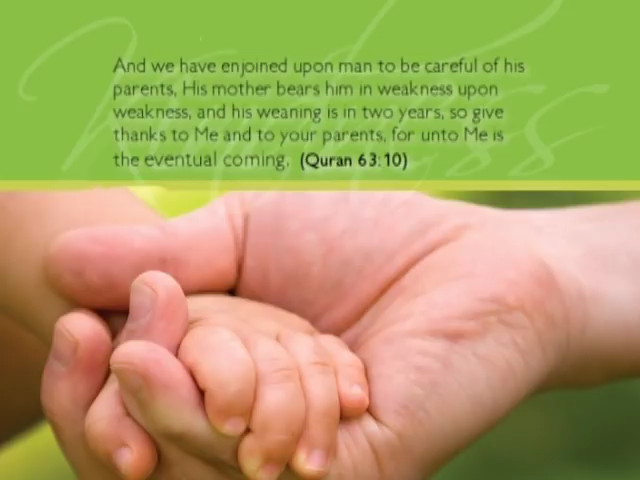 And we have enjoined upon man to be careful of his
parents, His mother bears him in weakness upon
weakness, and his weaning is in two years, so give
thanks to Me and to your parents, for unto Me is
the eventual coming. (Quran 63:10)